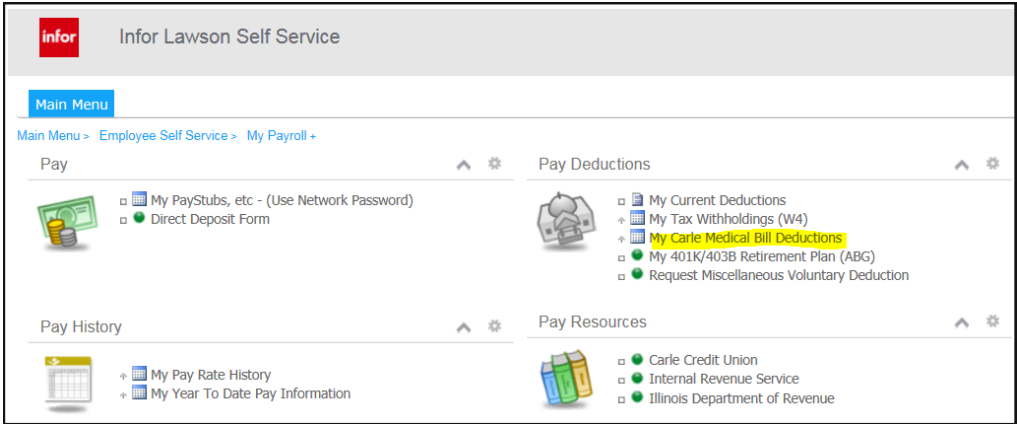 infor
Infor Lawson Self Service
Main Menu
Main Menu > Employee Self Service > My Payroll +
Pay
My PayStubs, etc - (Use Network Password)
Direct Deposit Form
Pay Deductions
My Current Deductions
My Tax Withholdings (W4)
My Carle Medical Bill Deductions
My 401K/403B Retirement Plan (ABG)
Request Miscellaneous Voluntary Deduction
Pay History
My Pay Rate History
My Year To Date Pay Information
Pay Resources
Carle Credit Union
Internal Revenue Service
Illinois Department of Revenue